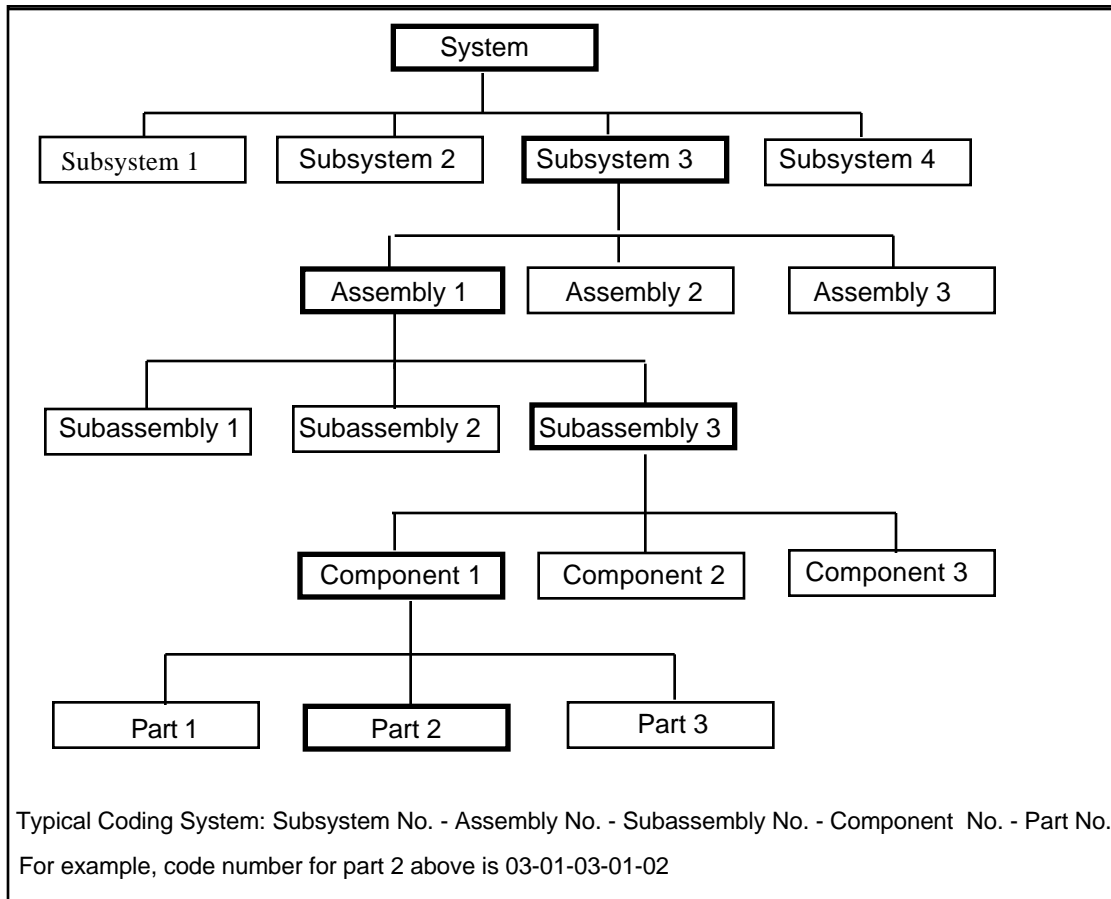 System
Subsystem 1
Subsystem 2
Subsystem 3
Subsystem 4
Assembly 1
Assembly 2
Assembly 3
Subassembly 1
Subassembly 2
Subassembly 3
Component 1
Component 2
Component 3
Part 1
Part 2
Part 3
Typical Coding System: Subsystem No. - Assembly No. - Subassembly No. - Component No. - Part No.
For example, code number for part 2 above is 03-01-03-01-02